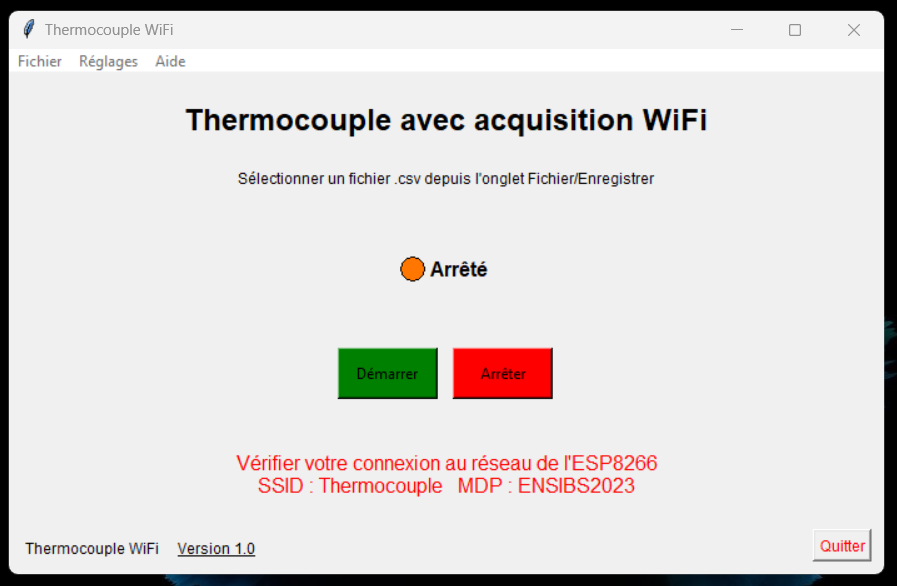 Thermocouple WiFi
Fichier Réglages Aide
Thermocouple avec acquisition WiFi
Sélectionner un fichier .csv depuis l'onglet Fichier/Enregistrer
Arrêté
Démarrer Arrêter
Vérifier votre connexion au réseau de l'ESP8266
SSID : Thermocouple MDP : ENSIBS2023
Thermocouple WiFi Version 1.0
Quitter